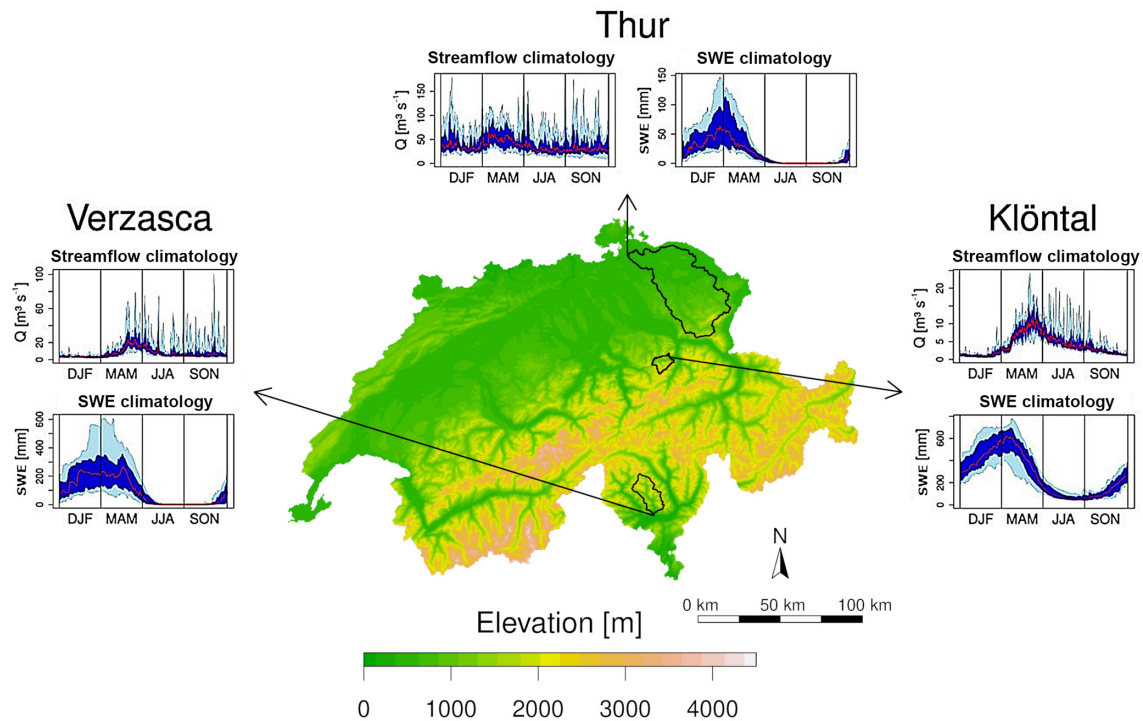 Thur
Streamflow climatology
SWE climatology
Q [m³ s⁻¹]
150
100
50
0
DJF MAM JJA SON
SWE [mm]
150
100
50
0
DJF MAM JJA SON
Verzasca
Streamflow climatology
Q [m³ s⁻¹]
100
60
20
0
DJF MAM JJA SON
SWE climatology
SWE [mm]
600
400
200
0
DJF MAM JJA SON
Klöntal
Streamflow climatology
Q [m³ s⁻¹]
20
15
10
5
0
DJF MAM JJA SON
SWE climatology
SWE [mm]
600
200
0
DJF MAM JJA SON
N
0 km 50 km 100 km
Elevation [m]
0 1000 2000 3000 4000